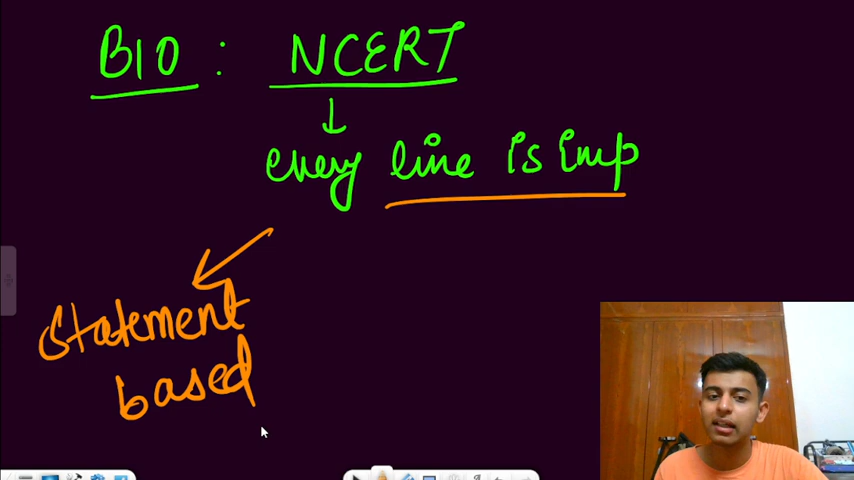 BIO : NCERT
every line is imp
Statement
based